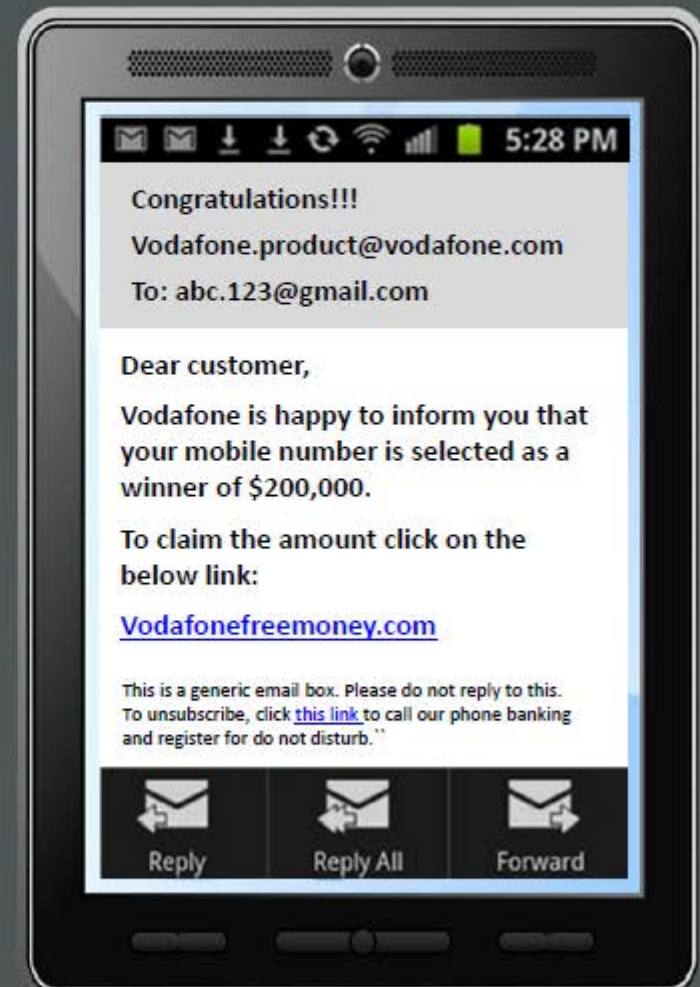 5:28 PM
Congratulations!!!
Vodafone.product@vodafone.com
To: abc.123@gmail.com
Dear customer,
Vodafone is happy to inform you that
your mobile number is selected as a
winner of $200,000.
To claim the amount click on the
below link:
Vodafonefreemoney.com
This is a generic email box. Please do not reply to this.
To unsubscribe, click this link to call our phone banking
and register for do not disturb.``
Reply
Reply All
Forward